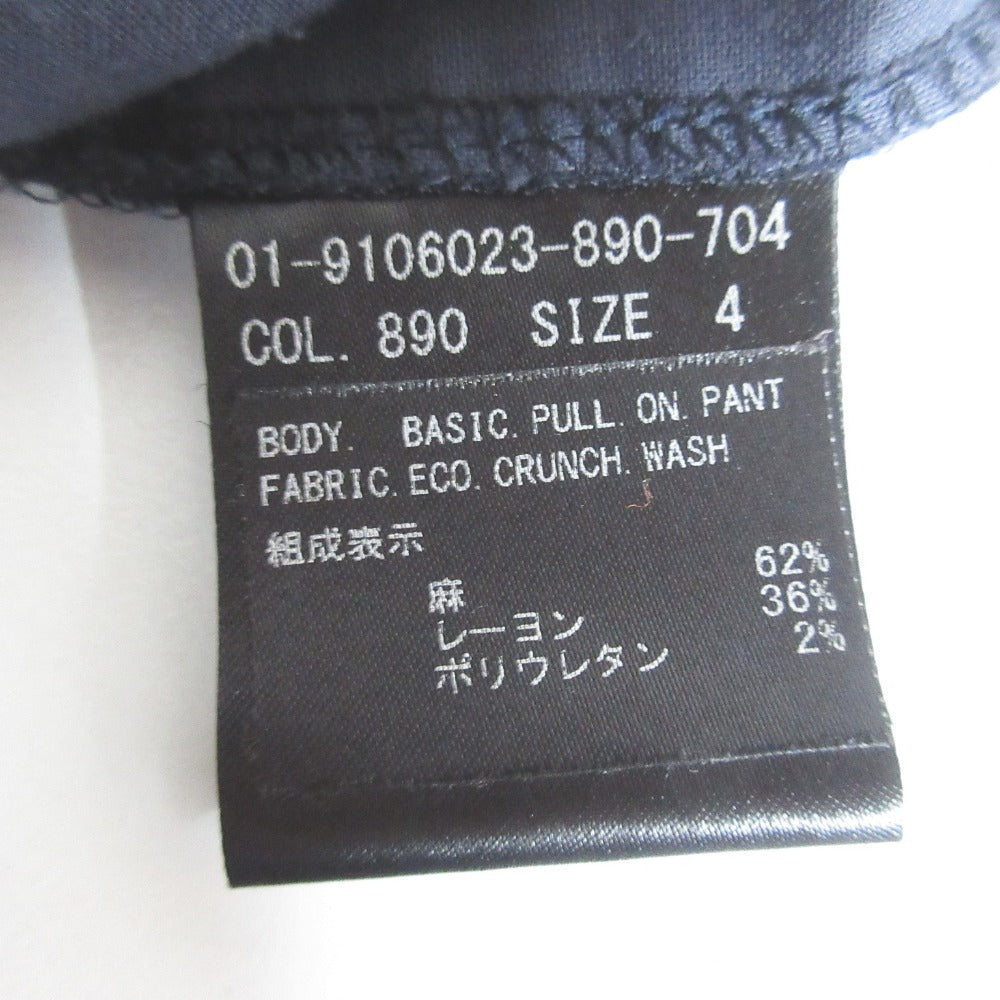 01-9106023-890-704
COL. 890 SIZE 4
BODY. BASIC.PULL.ON.PANT
FABRIC.ECO.CRUNCH.WASH
組成表示
麻 62%
レーヨン 36%
ポリウレタン 2%